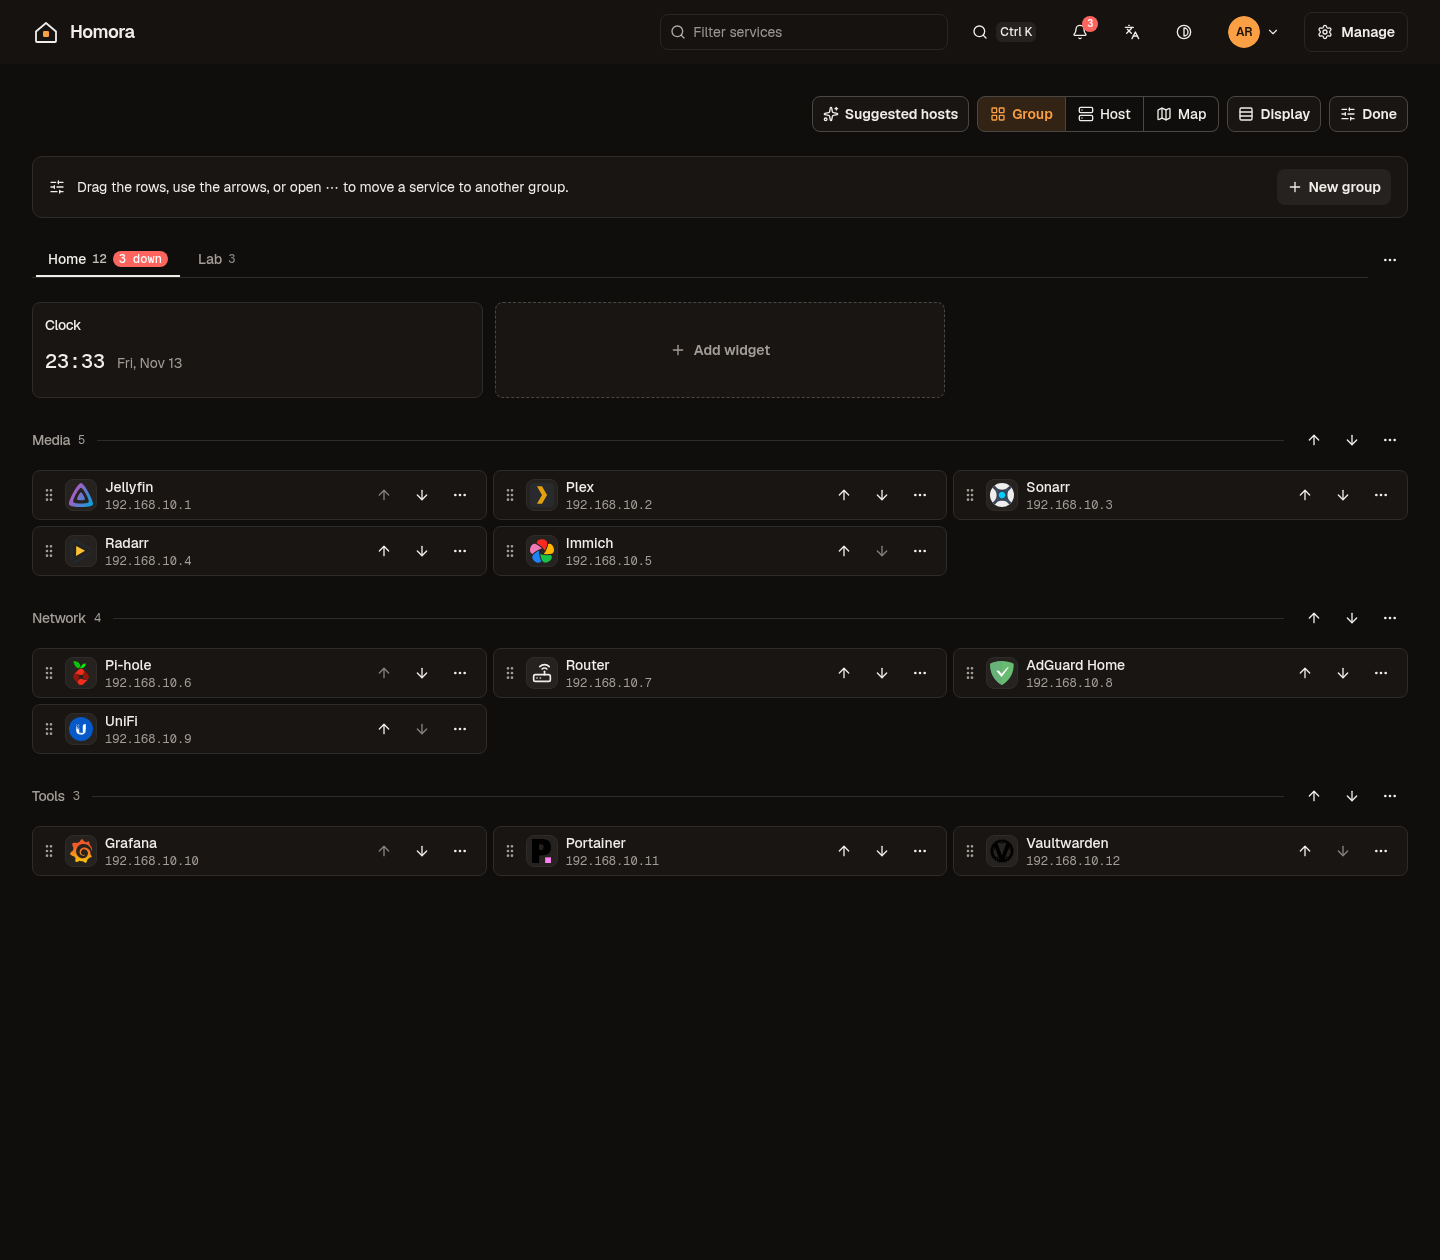 Homora
Filter services
Ctrl K
3
AR
Manage
Suggested hosts
Group
Host
Map
Display
Done
Drag the rows, use the arrows, or open ··· to move a service to another group.
New group
Home 12 3 down
Lab 3
Clock
23:33 Fri, Nov 13
Add widget
Media 5
Jellyfin
192.168.10.1
Plex
192.168.10.2
Sonarr
192.168.10.3
Radarr
192.168.10.4
Immich
192.168.10.5
Network 4
Pi-hole
192.168.10.6
Router
192.168.10.7
AdGuard Home
192.168.10.8
UniFi
192.168.10.9
Tools 3
Grafana
192.168.10.10
Portainer
192.168.10.11
Vaultwarden
192.168.10.12